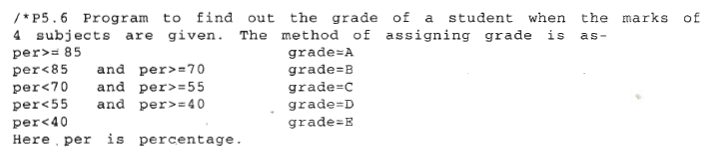 /*P5.6 Program to find out the grade of a student when the marks of
4 subjects are given. The method of assigning grade is as-
per>= 85 grade=A
per<85 and per>=70 grade=B
per<70 and per>=55 grade=C
per<55 and per>=40 grade=D
per<40 grade=E
Here per is percentage.